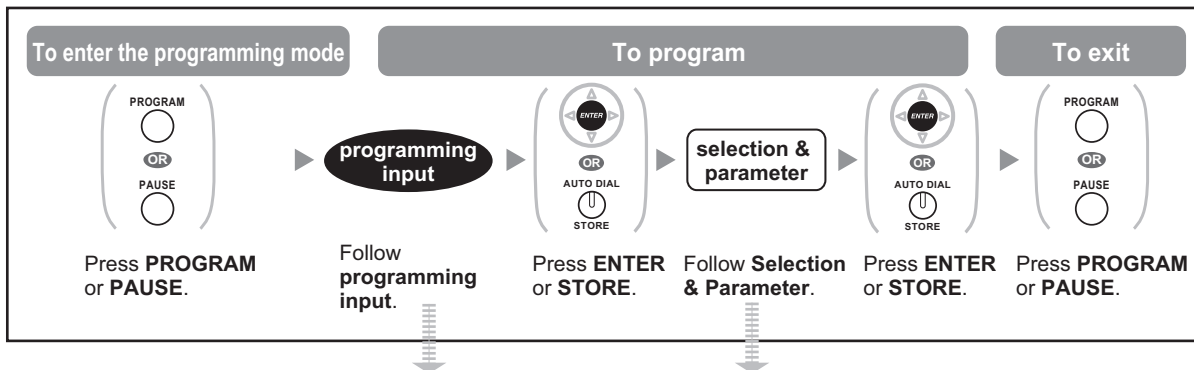 To enter the programming mode
To program
To exit
PROGRAM
OR
PAUSE
Press PROGRAM
or PAUSE.
programming
input
Follow
programming
input.
ENTER
OR
AUTO DIAL
STORE
Press ENTER
or STORE.
selection &
parameter
Follow Selection
& Parameter.
ENTER
OR
AUTO DIAL
STORE
Press ENTER
or STORE.
PROGRAM
OR
PAUSE
Press PROGRAM
or PAUSE.